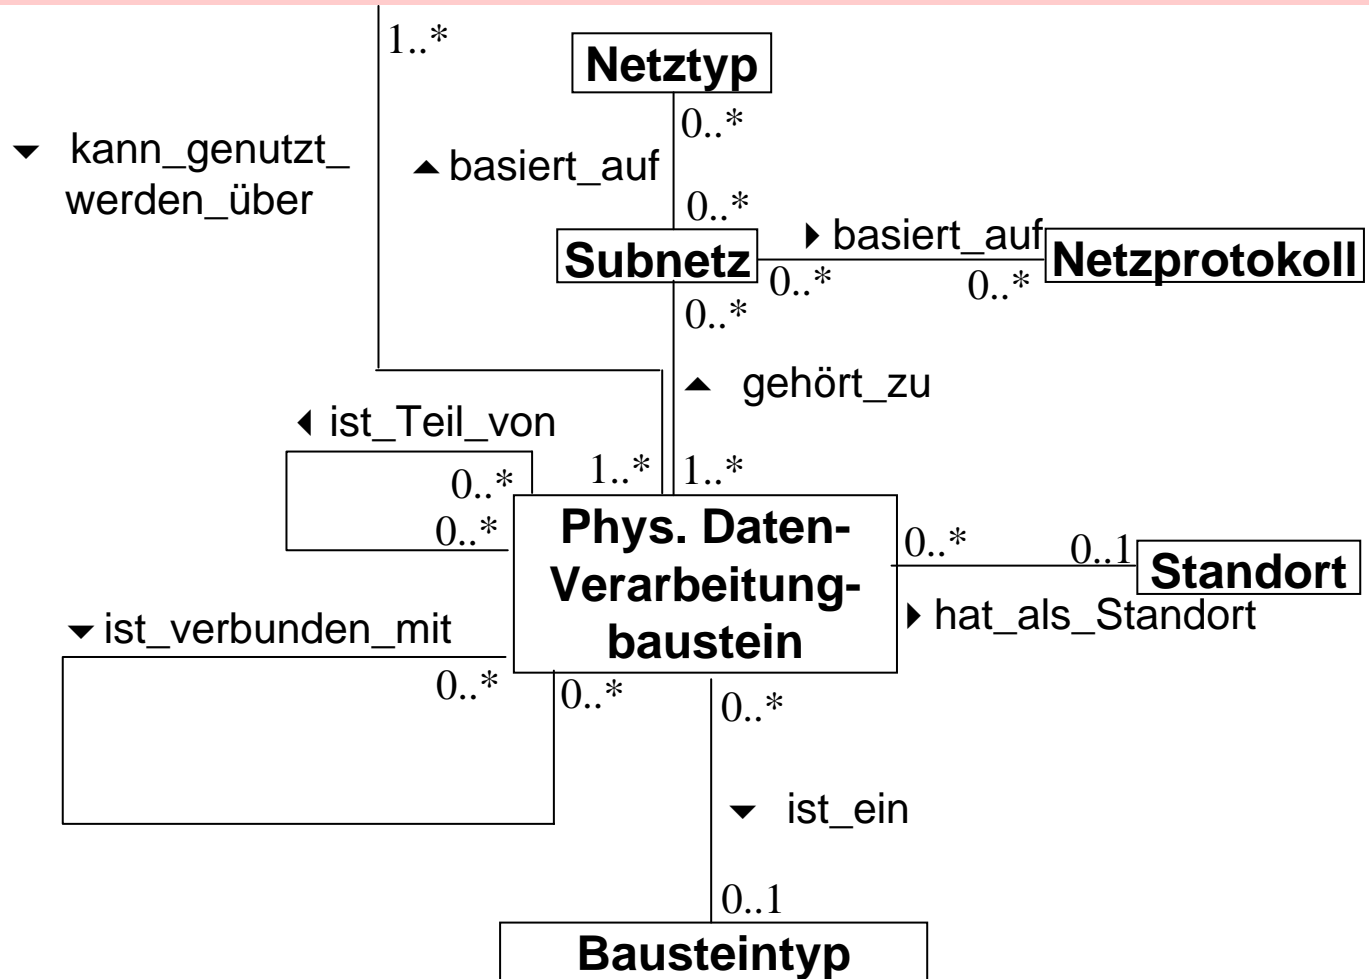 1..*
Netztyp
0..*
kann_genutzt_
werden_über
basiert_auf
0..*
basiert_auf
Subnetz
Netzprotokoll
0..*
0..*
0..*
gehört_zu
ist_Teil_von
0..*
1..*
1..*
0..*
Phys. Daten-
Verarbeitung-
baustein
0..*
0..1
Standort
hat_als_Standort
ist_verbunden_mit
0..*
0..*
0..*
ist_ein
0..1
Bausteintyp